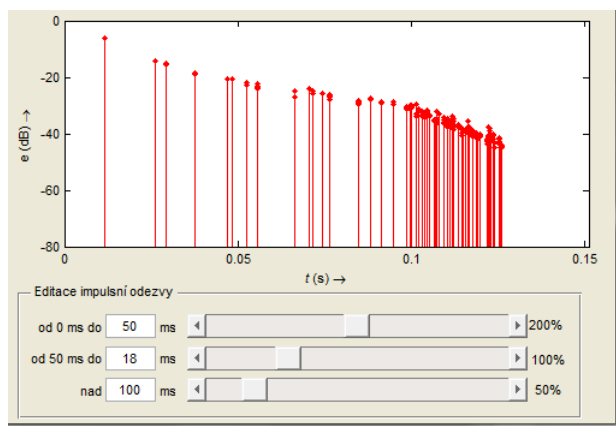 0
-20
-40
-60
-80
e (dB) →
0 0.05 0.1 0.15
t (s) →
Editace impulsní odezvy
od 0 ms do 50 ms 200%
od 50 ms do 18 ms 100%
nad 100 ms 50%